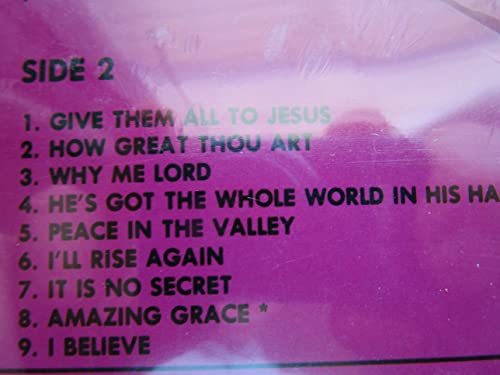 SIDE 2
1. GIVE THEM ALL TO JESUS
2. HOW GREAT THOU ART
3. WHY ME LORD
4. HE'S GOT THE WHOLE WORLD IN HIS HA
5. PEACE IN THE VALLEY
6. I'LL RISE AGAIN
7. IT IS NO SECRET
8. AMAZING GRACE *
9. I BELIEVE